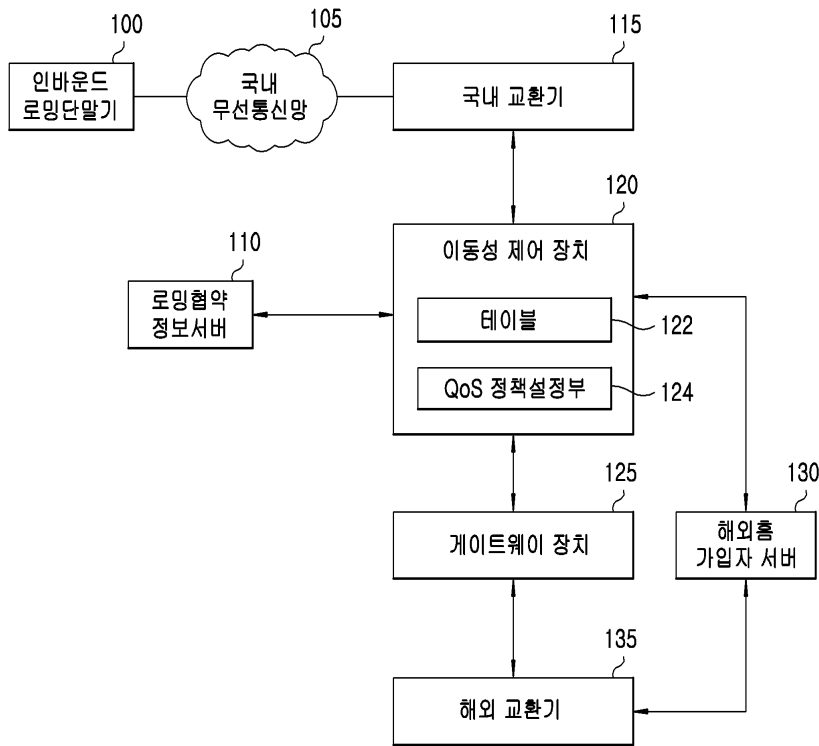 100
인바운드
로밍단말기
105
국내
무선통신망
115
국내 교환기
120
이동성 제어 장치
110
로밍협약
정보서버
테이블
122
QoS 정책설정부
124
125
게이트웨이 장치
130
해외홈
가입자 서버
135
해외 교환기